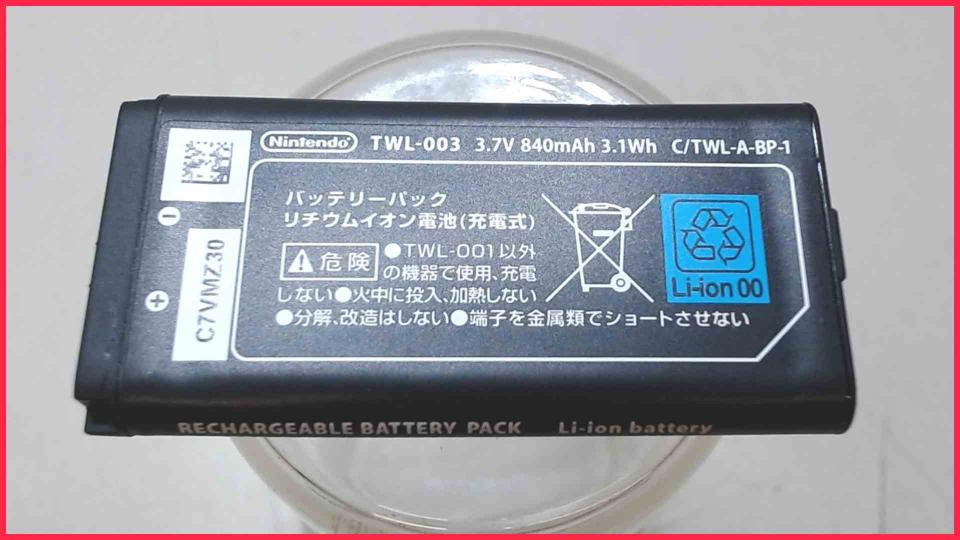 Nintendo TWL-003 3.7V 840mAh 3.1Wh C/TWL-A-BP-1
バッテリーパック
リチウムイオン電池(充電式)
危険 ●TWL-001以外
の機器で使用、充電
しない●火中に投入、加熱しない
●分解、改造はしない●端子を金属類でショートさせない
Li-ion 00
C7VMZ30
RECHARGEABLE BATTERY PACK Li-ion battery